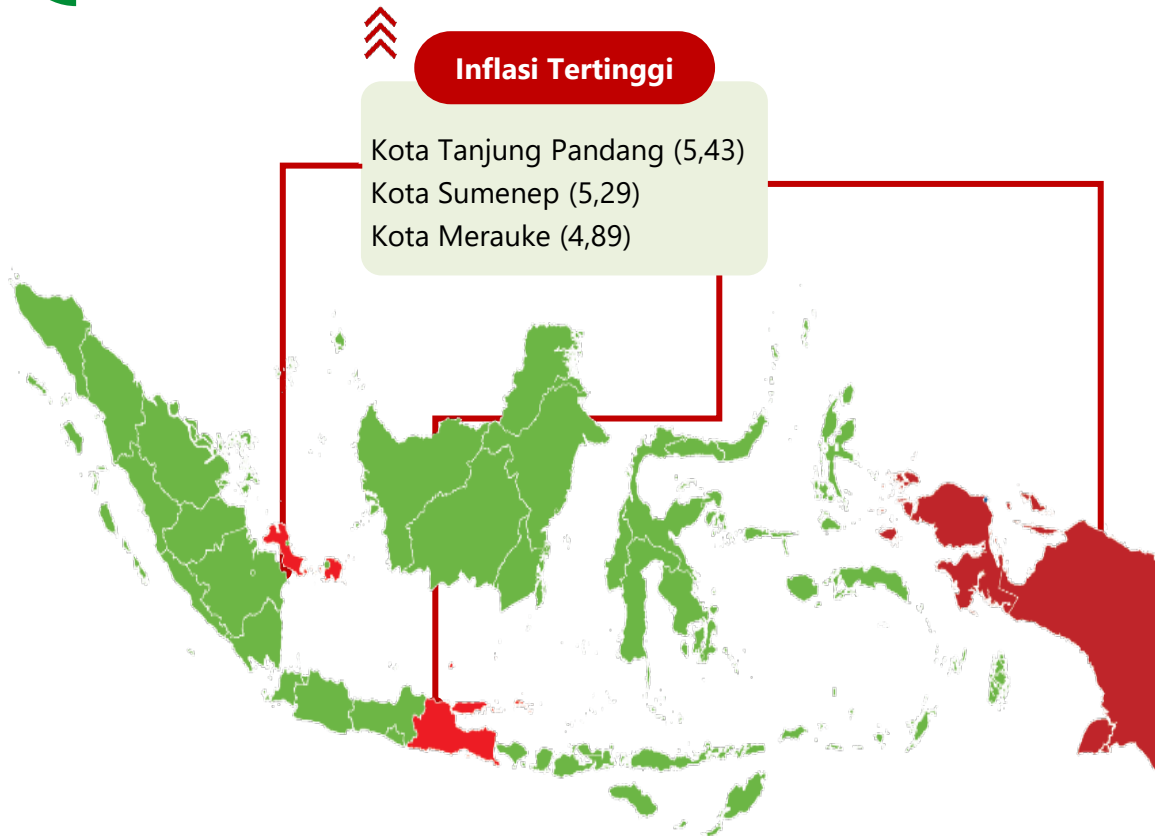 Inflasi Tertinggi
Kota Tanjung Pandang (5,43)
Kota Sumenep (5,29)
Kota Merauke (4,89)